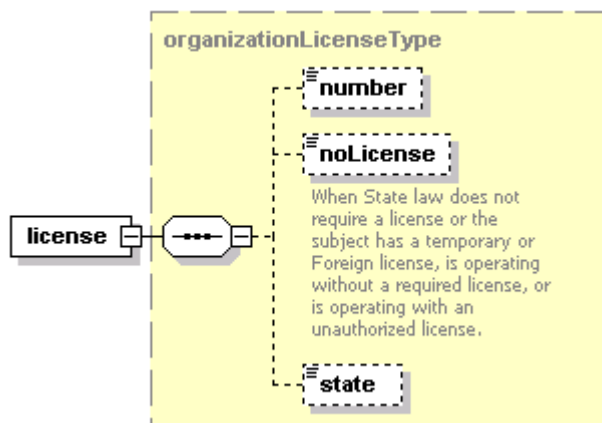 organizationLicenseType
number
noLicense
When State law does not
require a license or the
subject has a temporary or
Foreign license, is operating
without a required license, or
is operating with an
unauthorized license.
license
state